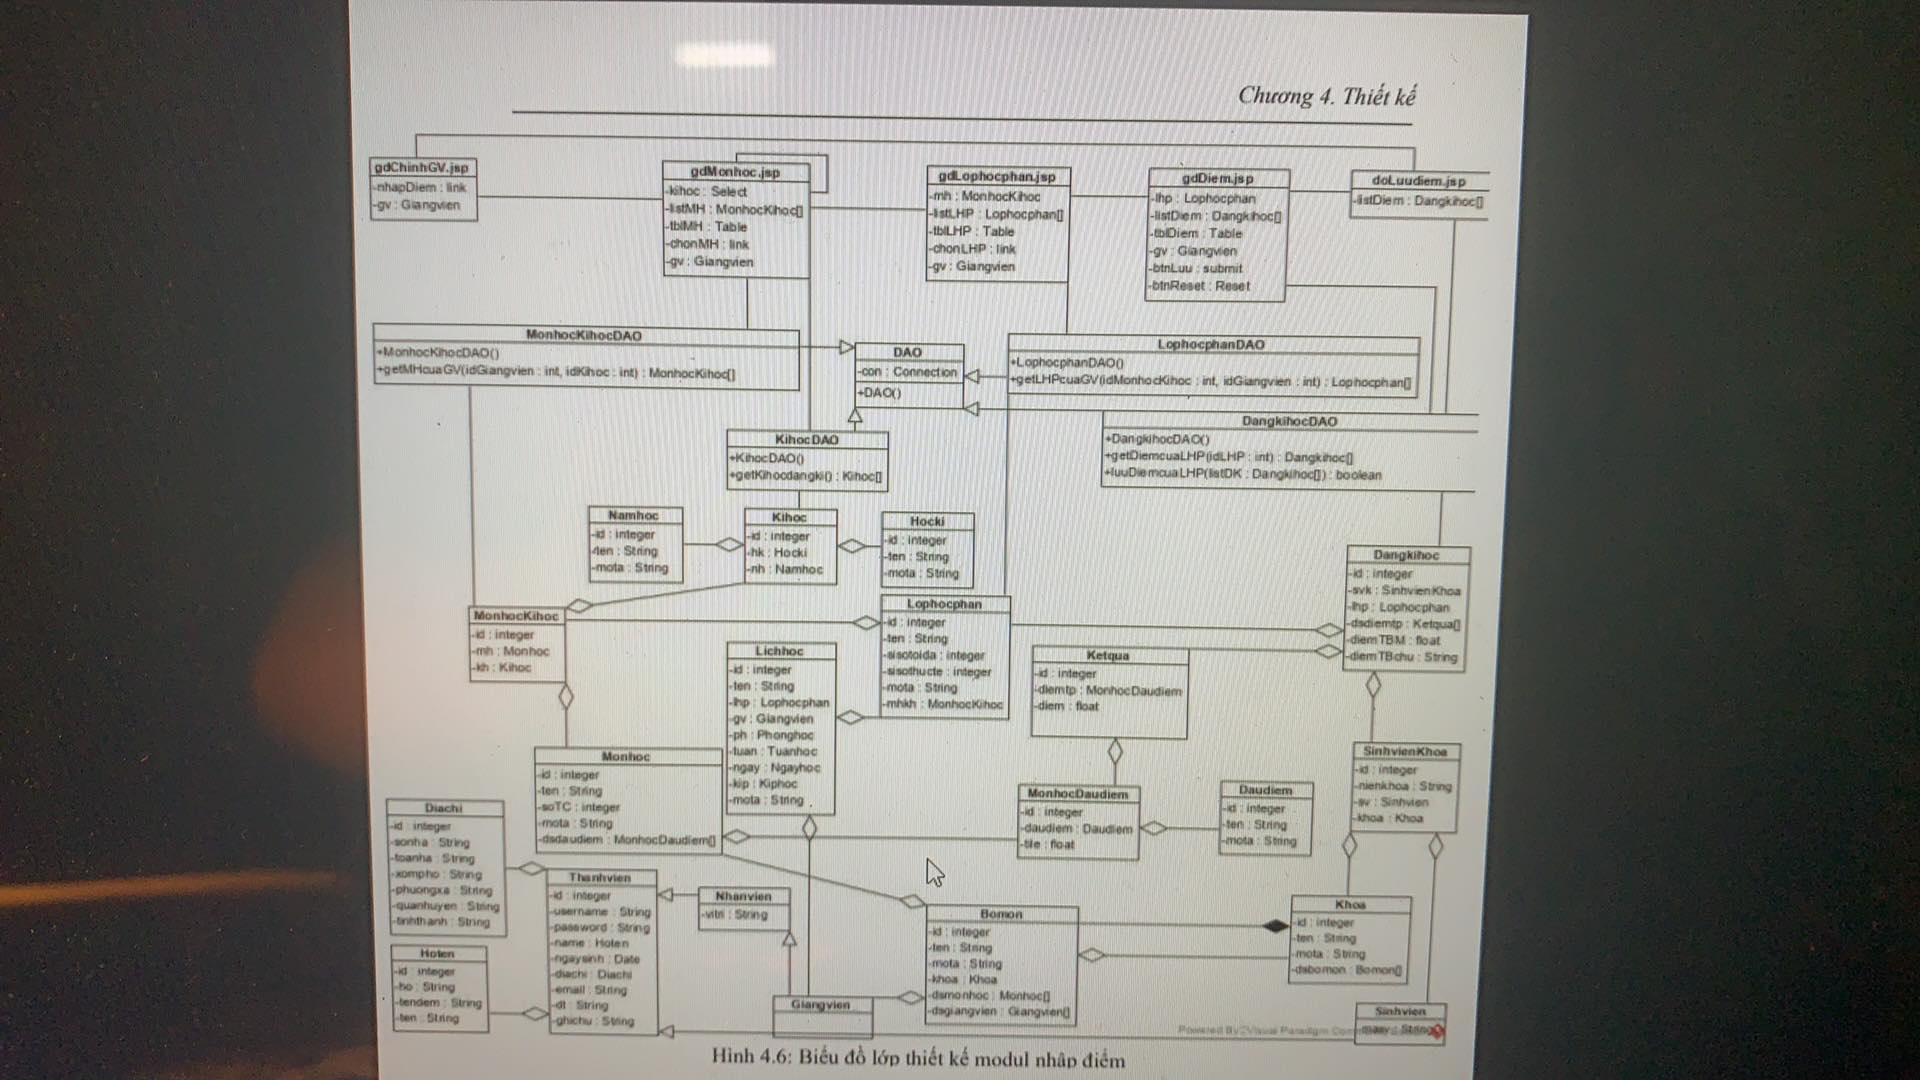 Chương 4. Thiết kế
gdChinhGV.jsp
-nhapDiem : link
-gv : Giangvien
gdMonhoc.jsp
-kihoc : Select
-listMH : MonhocKihoc[]
-tblMH : Table
-chonMH : link
-gv : Giangvien
gdLophocphan.jsp
-mh : MonhocKihoc
-listLHP : Lophocphan[]
-tblLHP : Table
-chonLHP : link
-gv : Giangvien
gdDiem.jsp
-lhp : Lophocphan
-listDiem : Dangkihoc[]
-tblDiem : Table
-gv : Giangvien
-btnLuu : submit
-btnReset : Reset
doLuudiem.jsp
-listDiem : Dangkihoc[]
MonhocKihocDAO
+MonhocKihocDAO()
+getMHcuaGV(idGiangvien : int, idKihoc : int) : MonhocKihoc[]
DAO
-con : Connection
+DAO()
LophocphanDAO
+LophocphanDAO()
+getLHPcuaGV(idMonhocKihoc : int, idGiangvien : int) : Lophocphan[]
KihocDAO
+KihocDAO()
+getKihocdangki() : Kihoc[]
DangkihocDAO
+DangkihocDAO()
+getDiemcuaLHP(idLHP : int) : Dangkihoc[]
+luuDiemcuaLHP(listDK : Dangkihoc[]) : boolean
Namhoc
-id : integer
-ten : String
-mota : String
Kihoc
-id : integer
-hk : Hocki
-nh : Namhoc
Hocki
-id : integer
-ten : String
-mota : String
Dangkihoc
-id : integer
-svk : SinhvienKhoa
-lhp : Lophocphan
-dsdiemtp : Ketqua[]
-diemTBM : float
-diemTBchu : String
MonhocKihoc
-id : integer
-mh : Monhoc
-kh : Kihoc
Lophocphan
-id : integer
-ten : String
-sisotoida : integer
-sisothucte : integer
-mota : String
-mhkh : MonhocKihoc
Lichhoc
-id : integer
-ten : String
-lhp : Lophocphan
-gv : Giangvien
-ph : Phonghoc
-tuan : Tuanhoc
-ngay : Ngayhoc
-kip : Kiphoc
-mota : String
Ketqua
-id : integer
-diemtp : MonhocDaudiem
-diem : float
Monhoc
-id : integer
-ten : String
-soTC : integer
-mota : String
-dsdaudiem : MonhocDaudiem[]
MonhocDaudiem
-id : integer
-daudiem : Daudiem
-tile : float
Daudiem
-id : integer
-ten : String
-mota : String
SinhvienKhoa
-id : integer
-nienkhoa : String
-sv : Sinhvien
-khoa : Khoa
Diachi
-id : integer
-sonha : String
-toanha : String
-xompho : String
-phuongxa : String
-quanhuyen : String
-tinhthanh : String
Thanhvien
-id : integer
-username : String
-password : String
-name : Hoten
-ngaysinh : Date
-diachi : Diachi
-email : String
-dt : String
-ghichu : String
Nhanvien
-vitri : String
Hoten
-id : integer
-ho : String
-tendem : String
-ten : String
Giangvien
Bomon
-id : integer
-ten : String
-mota : String
-khoa : Khoa
-dsmonhoc : Monhoc[]
-dsgiangvien : Giangvien[]
Khoa
-id : integer
-ten : String
-mota : String
-dsbomon : Bomon[]
Sinhvien
Powered By Visual Paradigm
Hình 4.6: Biểu đồ lớp thiết kế modul nhập điểm